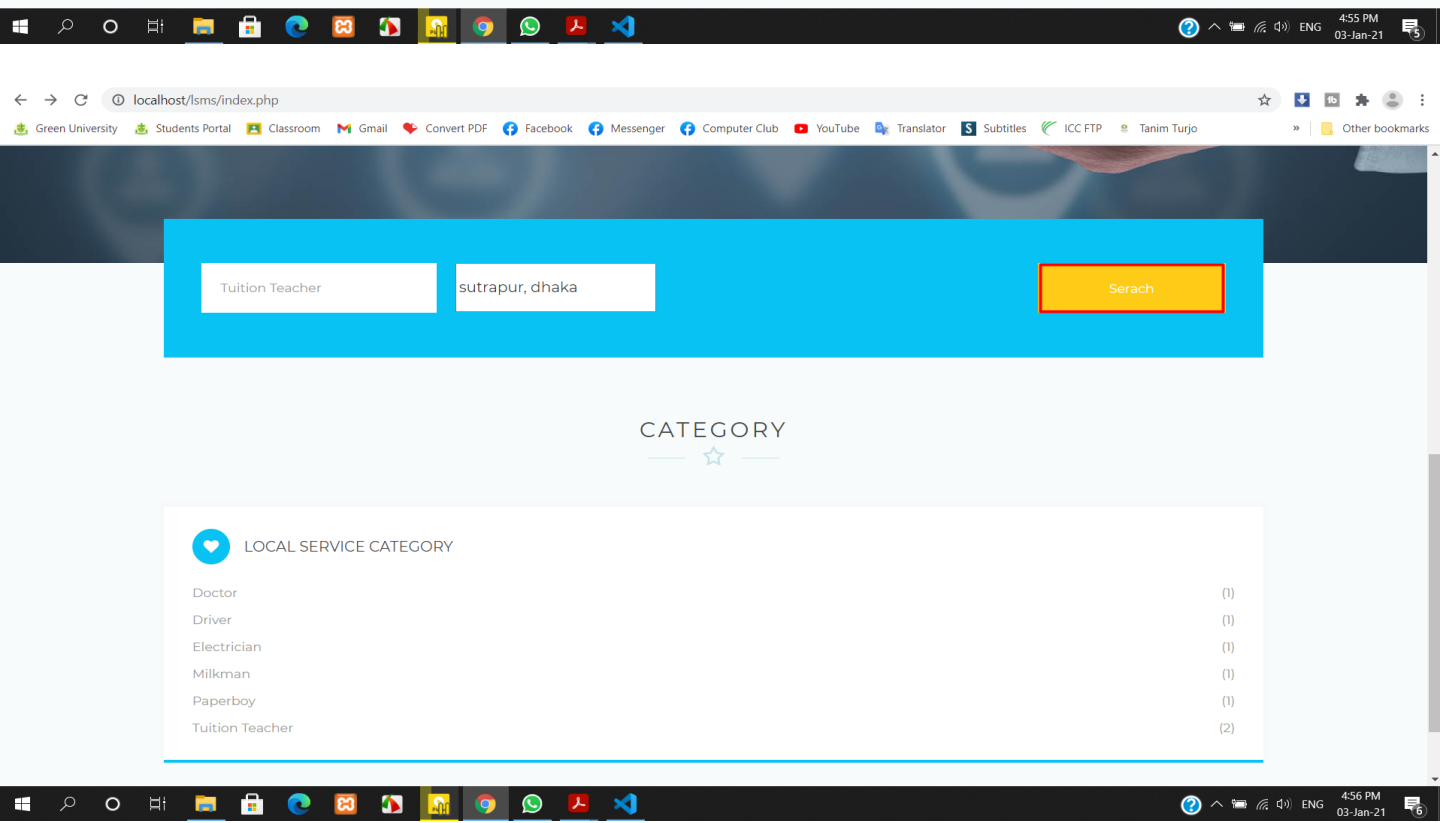 ENG
4:55 PM
03-Jan-21
5
localhost/lsms/index.php
Green University Students Portal Classroom Gmail Convert PDF Facebook Messenger Computer Club YouTube Translator Subtitles ICC FTP Tanim Turjo » Other bookmarks
Tuition Teacher sutrapur, dhaka Serach
CATEGORY
LOCAL SERVICE CATEGORY
Doctor (1)
Driver (1)
Electrician (1)
Milkman (1)
Paperboy (1)
Tuition Teacher (2)
ENG
4:56 PM
03-Jan-21
6